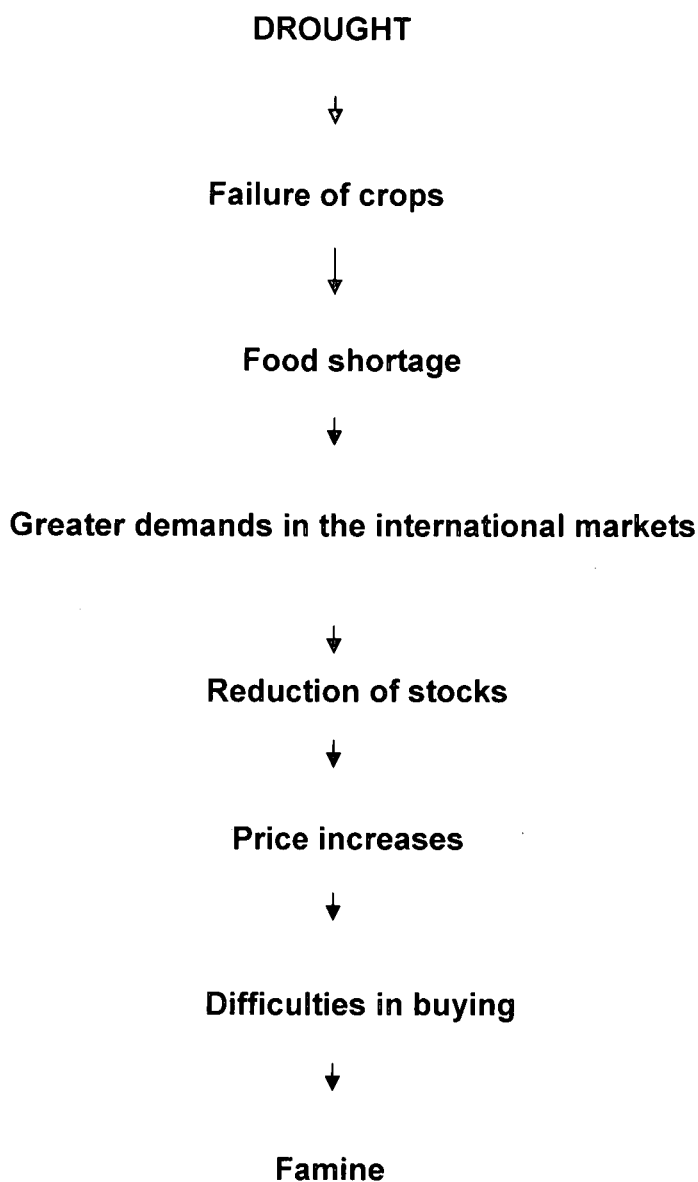 DROUGHT
Failure of crops
Food shortage
Greater demands in the international markets
Reduction of stocks
Price increases
Difficulties in buying
Famine